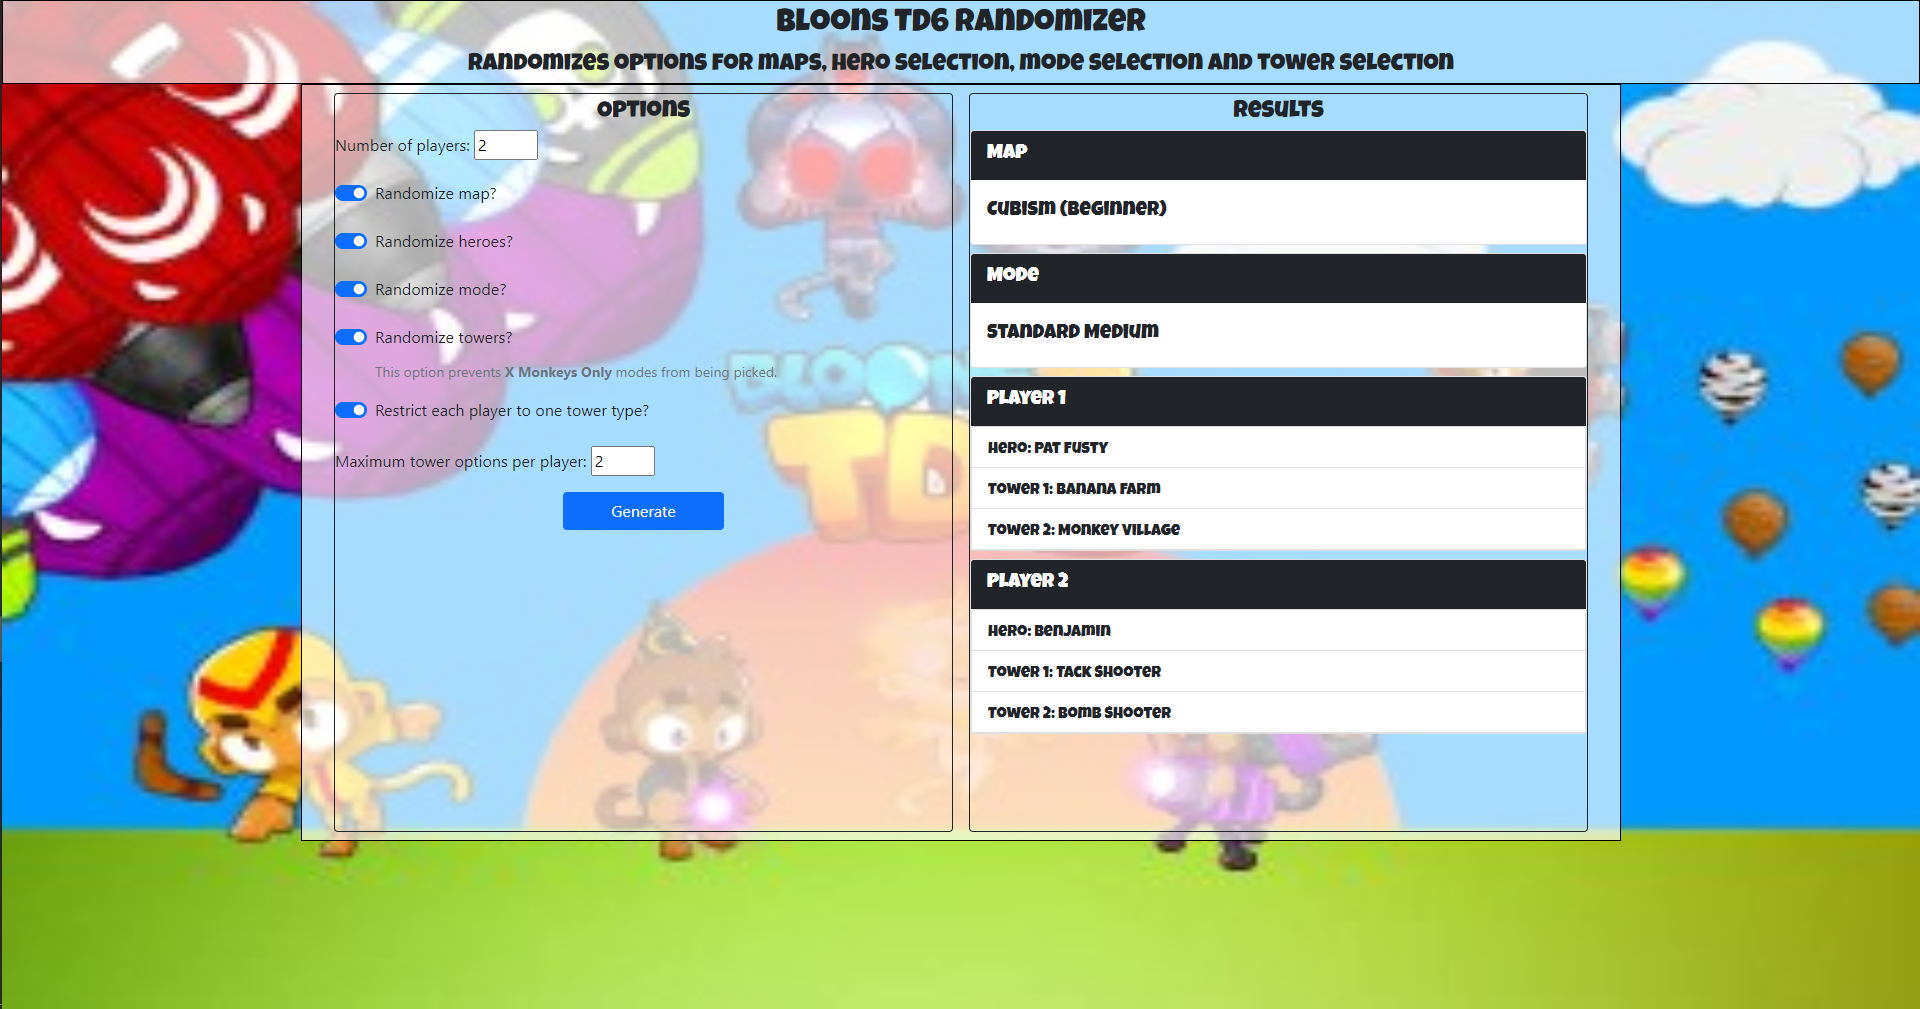 Bloons TD6 Randomizer
Randomizes options for maps, hero selection, mode selection and tower selection
Options
Number of players: 2
Randomize map?
Randomize heroes?
Randomize mode?
Randomize towers?
This option prevents X Monkeys Only modes from being picked.
Restrict each player to one tower type?
Maximum tower options per player: 2
Generate
BLOON
TD
Results
Map
Cubism (Beginner)
Mode
Standard Medium
Player 1
Hero: Pat Fusty
Tower 1: Banana Farm
Tower 2: Monkey Village
Player 2
Hero: Benjamin
Tower 1: Tack Shooter
Tower 2: Bomb Shooter